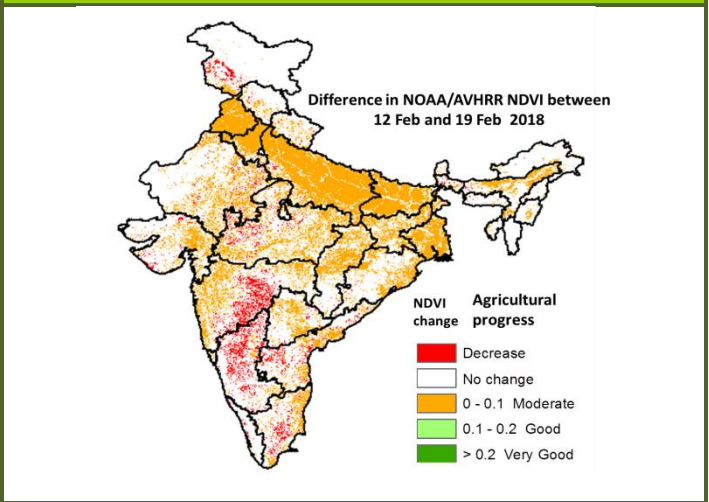 Difference in NOAA/AVHRR NDVI between
12 Feb and 19 Feb 2018
NDVI change
Agricultural progress
Decrease
No change
0 - 0.1 Moderate
0.1 - 0.2 Good
> 0.2 Very Good